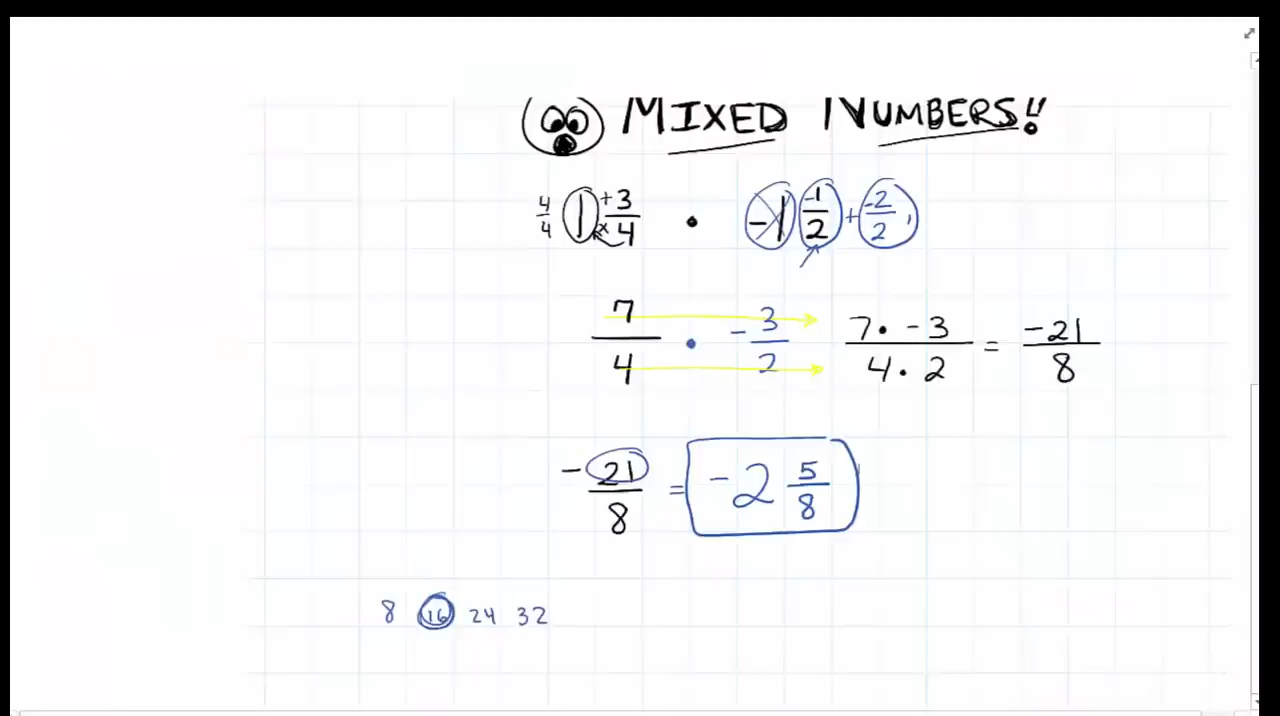 MIXED NUMBERS!!
4/4 1 +3/×4 • -1 -1/2 + -2/2
7/4 • -3/2 7• -3/4• 2 = -21/8
-21/8 = -2 5/8
8 16 24 32